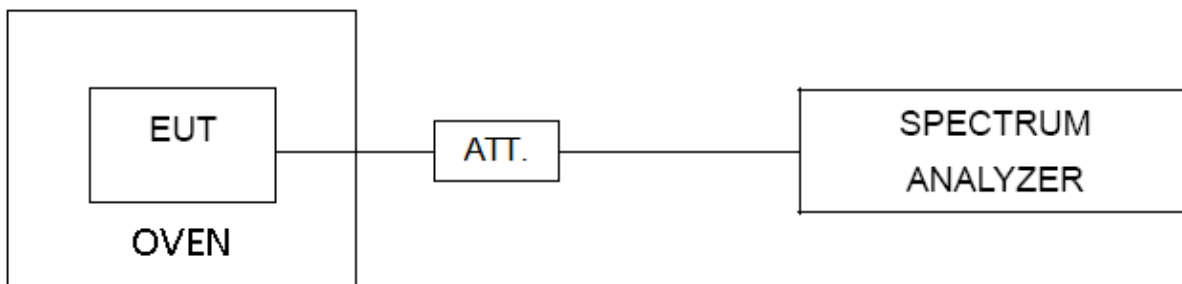 EUT
OVEN
ATT.
SPECTRUM
ANALYZER